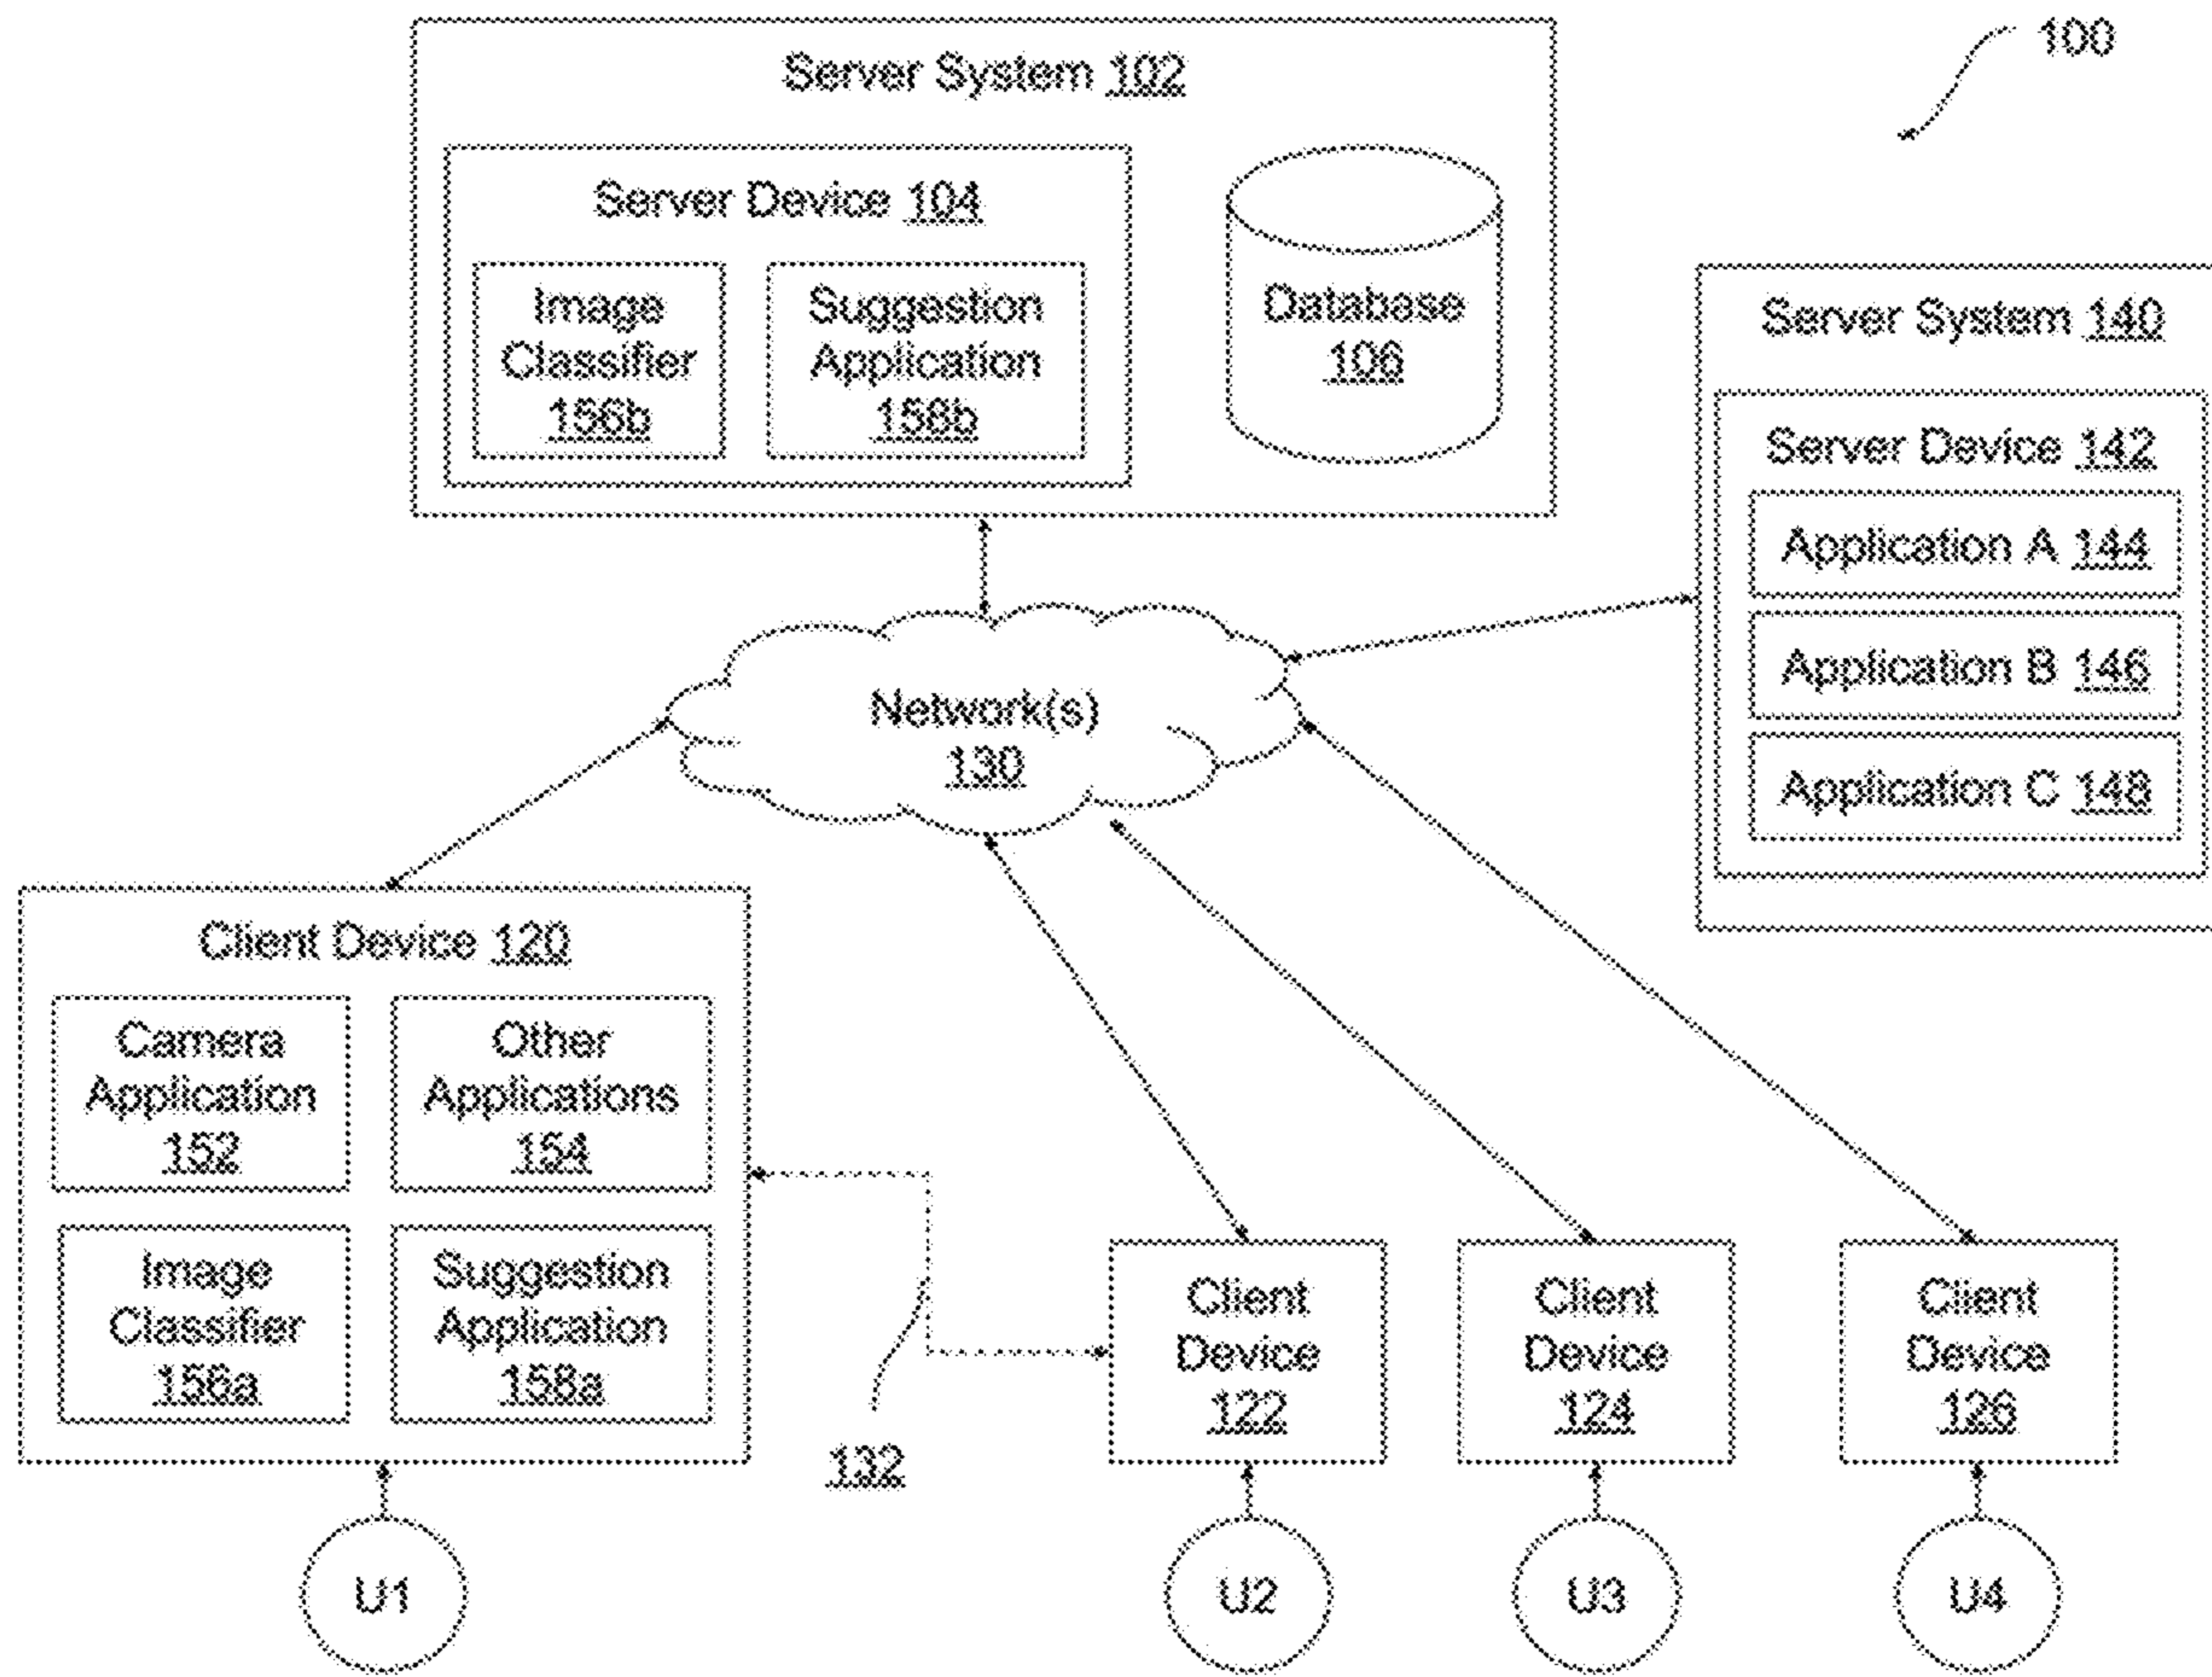 100
Server System 102
Server Device 104
Image
Classifier
156b
Suggestion
Application
158b
Database
106
Server System 140
Server Device 142
Application A 144
Application B 146
Application C 148
Network(s)
130
Client Device 120
Camera
Application
152
Other
Applications
154
Image
Classifier
156a
Suggestion
Application
158a
132
Client
Device
122
Client
Device
124
Client
Device
126
U1
U2
U3
U4